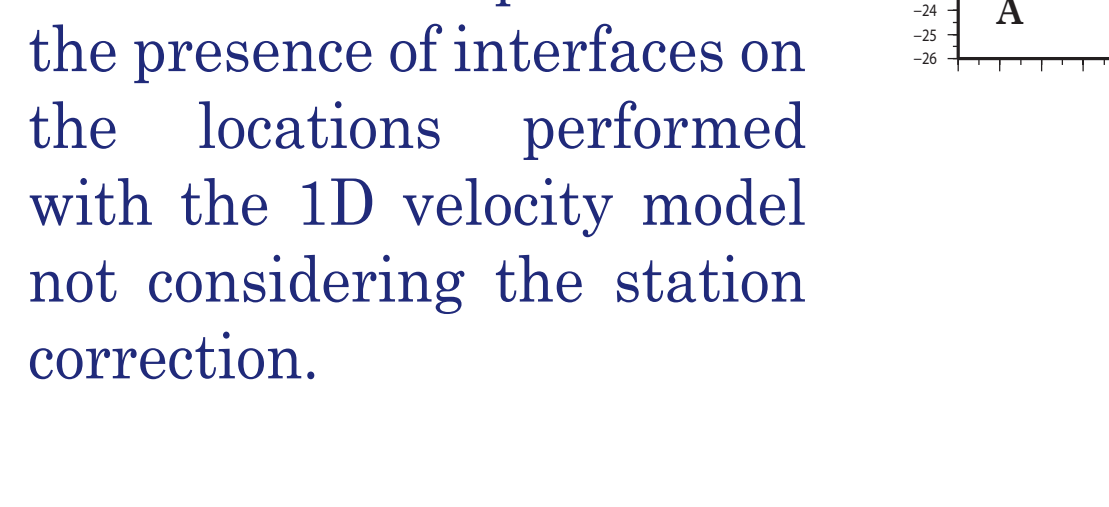 the presence of interfaces on
the locations performed
with the 1D velocity model
not considering the station
correction.
−24
A
−25
−26